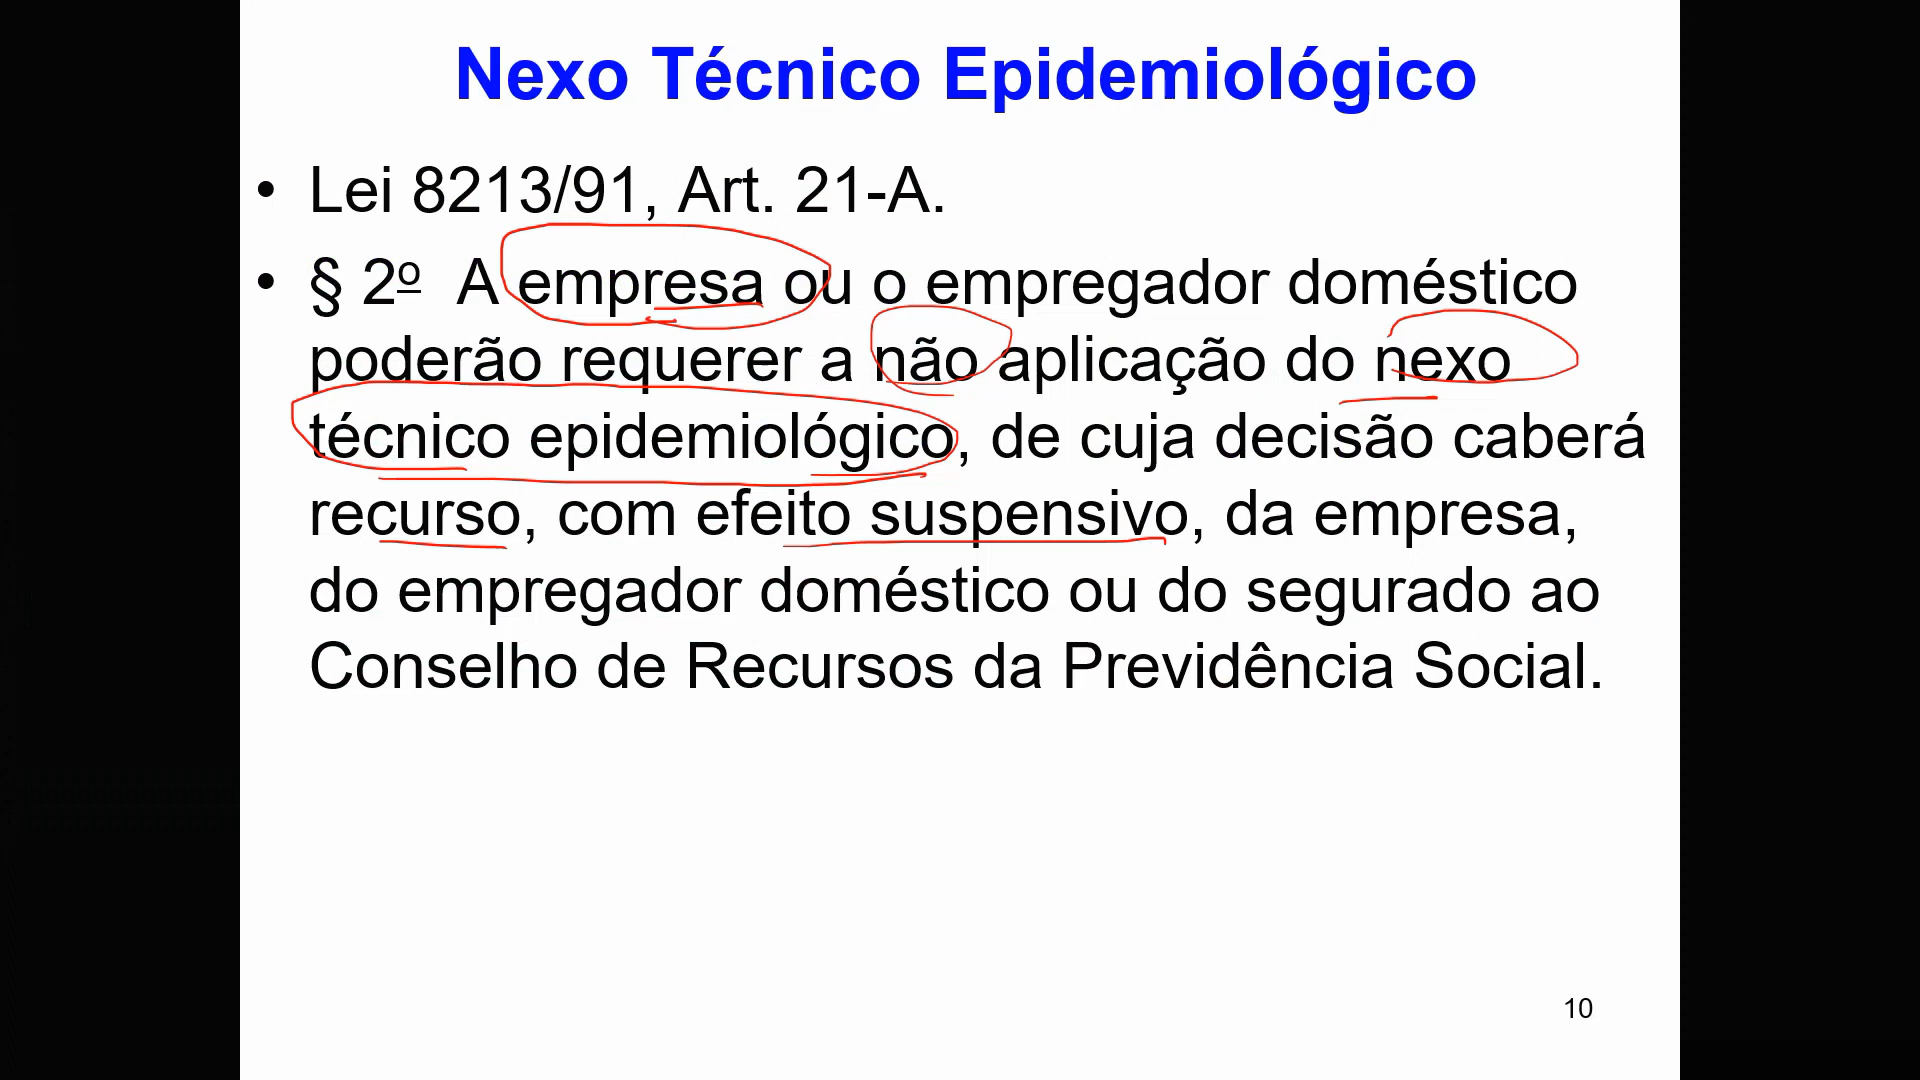 Nexo Técnico Epidemiológico
• Lei 8213/91, Art. 21-A.
• § 2º A empresa ou o empregador doméstico
poderão requerer a não aplicação do nexo
técnico epidemiológico, de cuja decisão caberá
recurso, com efeito suspensivo, da empresa,
do empregador doméstico ou do segurado ao
Conselho de Recursos da Previdência Social.
10